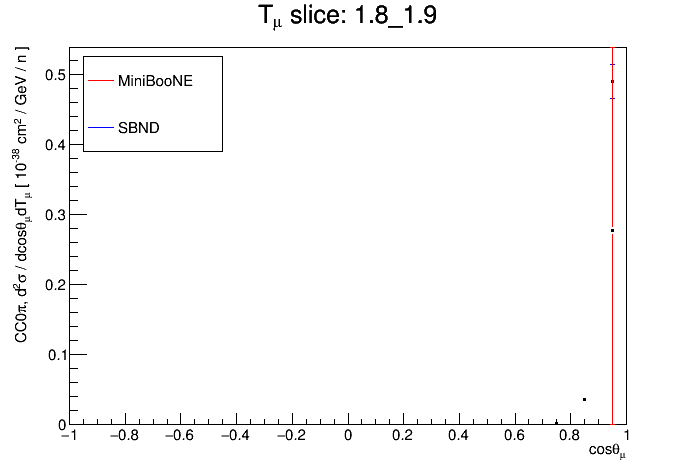 Tμ slice: 1.8_1.9
CC0π, d²σ / dcosθμdTμ [ 10⁻³⁸ cm² / GeV / n ]
MiniBooNE
SBND
0.5
0.4
0.3
0.2
0.1
0
−1 −0.8 −0.6 −0.4 −0.2 0 0.2 0.4 0.6 0.8 1
cosθμ